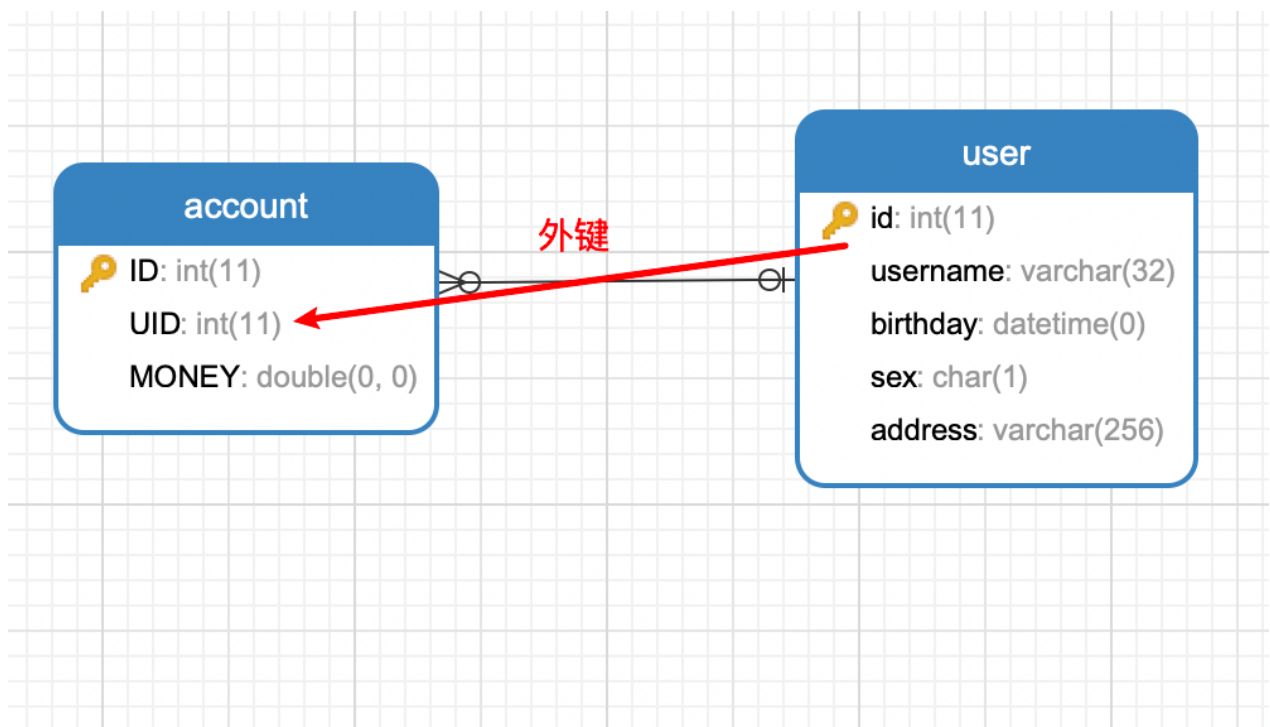 account
ID: int(11)
UID: int(11)
MONEY: double(0, 0)
外键
user
id: int(11)
username: varchar(32)
birthday: datetime(0)
sex: char(1)
address: varchar(256)